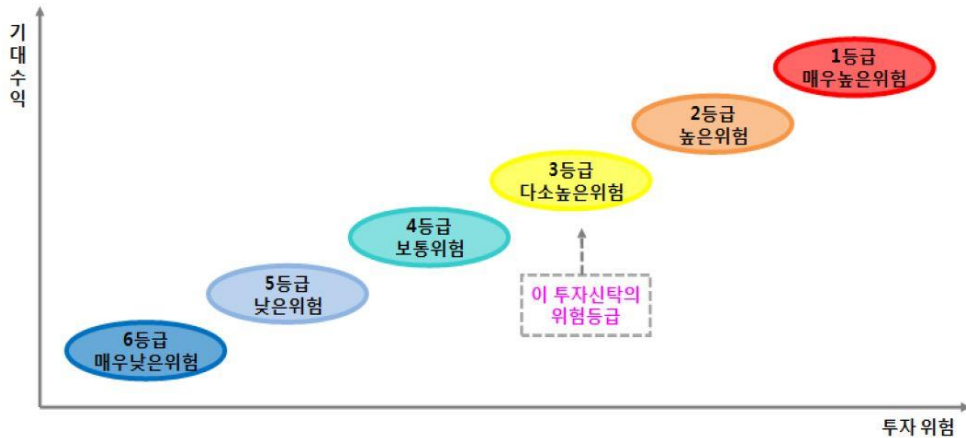 기대수익
1등급
매우높은위험
2등급
높은위험
3등급
다소높은위험
4등급
보통위험
이 투자신탁의
위험등급
5등급
낮은위험
6등급
매우낮은위험
투자 위험